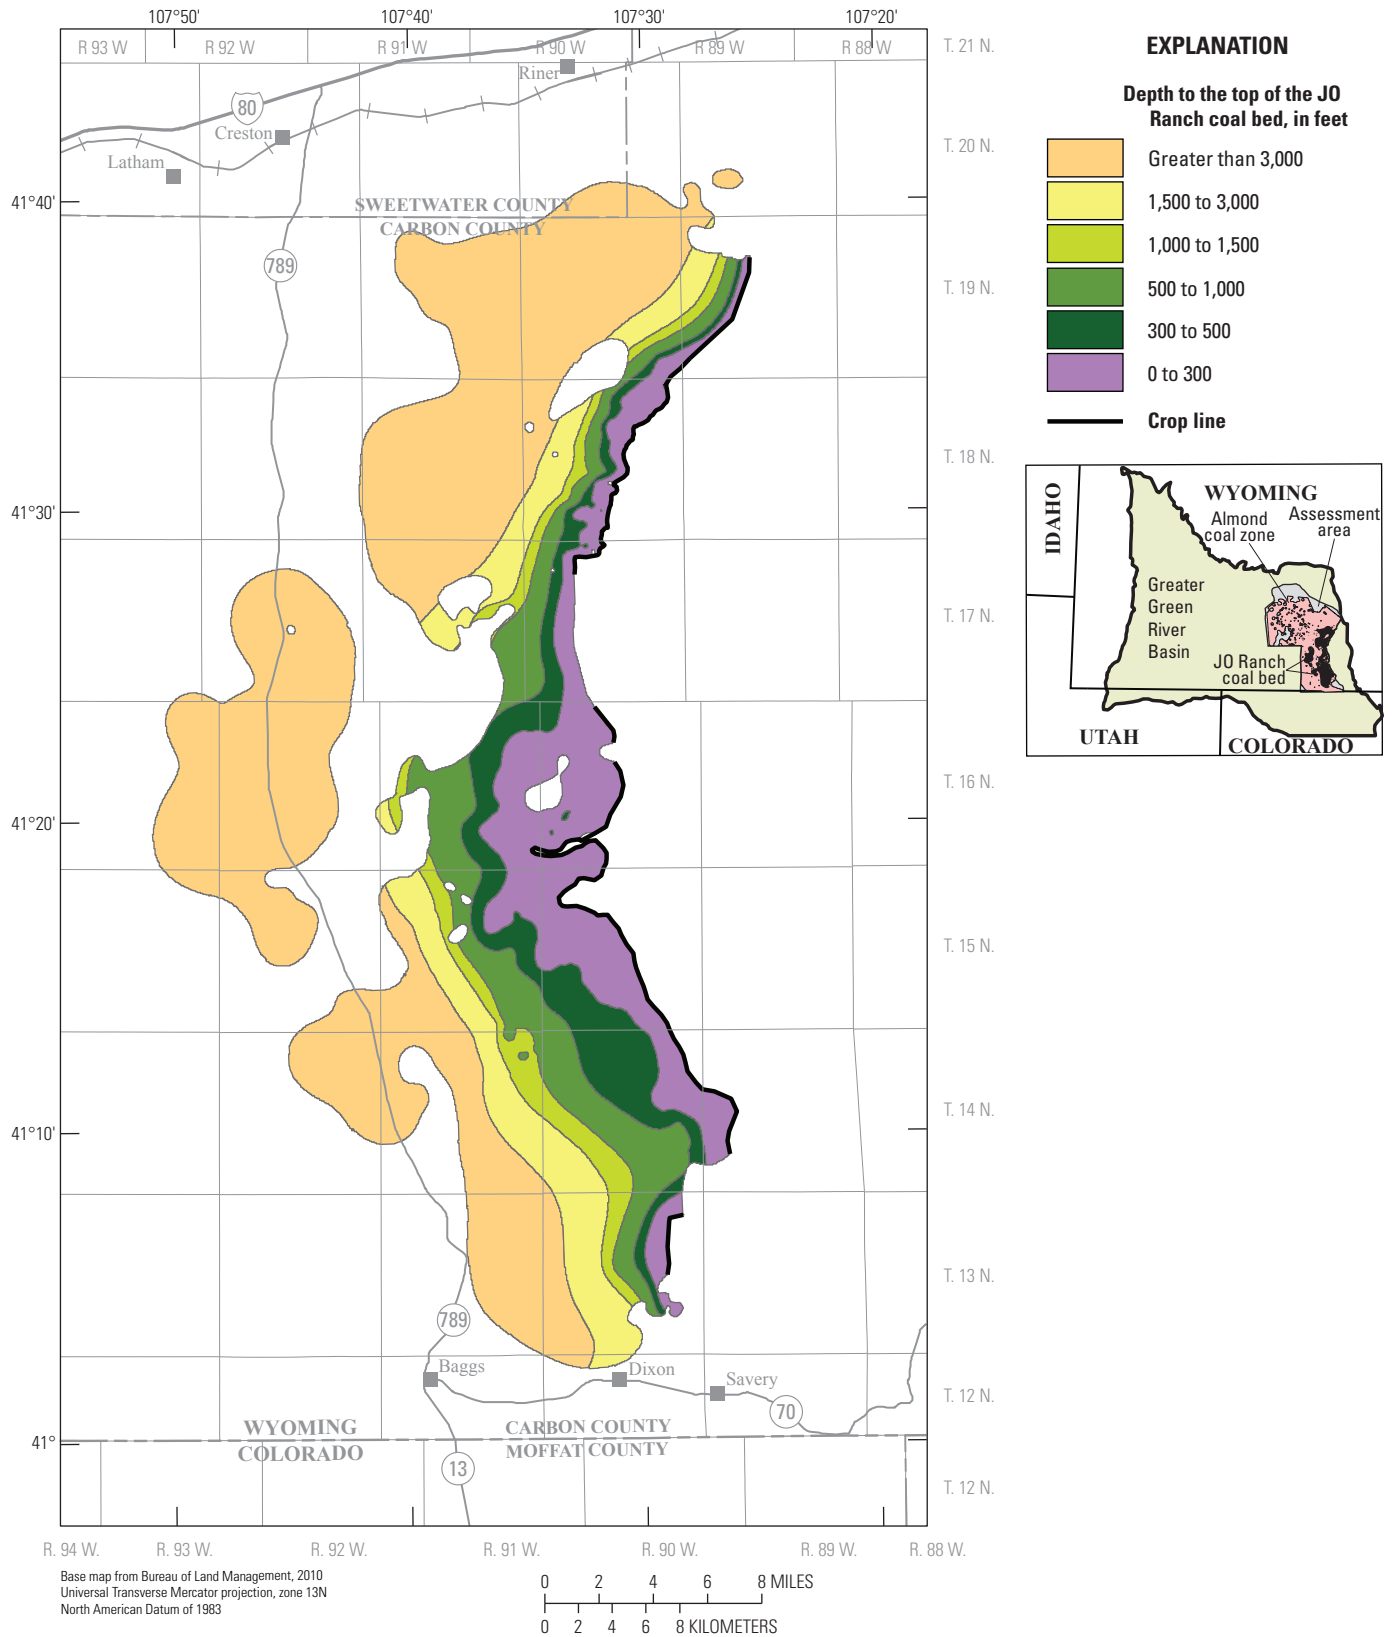 107°50' 107°40' 107°30' 107°20'
R 93 W R 92 W R 91 W R 90 W R 89 W R 88 W
T. 21 N.
Riner
80
Creston
T. 20 N.
Latham
41°40'
SWEETWATER COUNTY
CARBON COUNTY
789
T. 19 N.
T. 18 N.
41°30'
T. 17 N.
T. 16 N.
41°20'
T. 15 N.
T. 14 N.
41°10'
T. 13 N.
789
Baggs
Dixon
Savery
T. 12 N.
70
WYOMING
COLORADO
CARBON COUNTY
MOFFAT COUNTY
41°
13
T. 12 N.
R. 94 W. R. 93 W. R. 92 W. R. 91 W. R. 90 W. R. 89 W. R. 88 W.
Base map from Bureau of Land Management, 2010
Universal Transverse Mercator projection, zone 13N
North American Datum of 1983
0 2 4 6 8 MILES
0 2 4 6 8 KILOMETERS
EXPLANATION
Depth to the top of the JO
Ranch coal bed, in feet
Greater than 3,000
1,500 to 3,000
1,000 to 1,500
500 to 1,000
300 to 500
0 to 300
Crop line
IDAHO
WYOMING
Almond
coal zone
Assessment
area
Greater
Green
River
Basin
JO Ranch
coal bed
UTAH
COLORADO